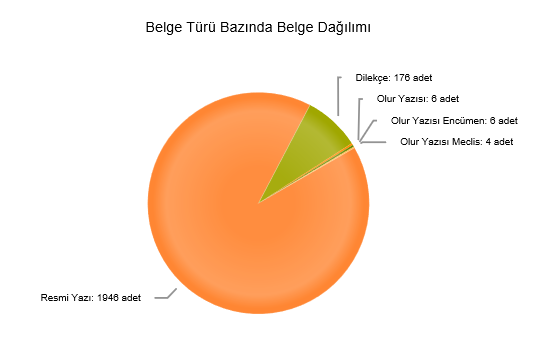 Belge Türü Bazında Belge Dağılımı
Dilekçe: 176 adet
Olur Yazısı: 6 adet
Olur Yazısı Encümen: 6 adet
Olur Yazısı Meclis: 4 adet
Resmi Yazı: 1946 adet